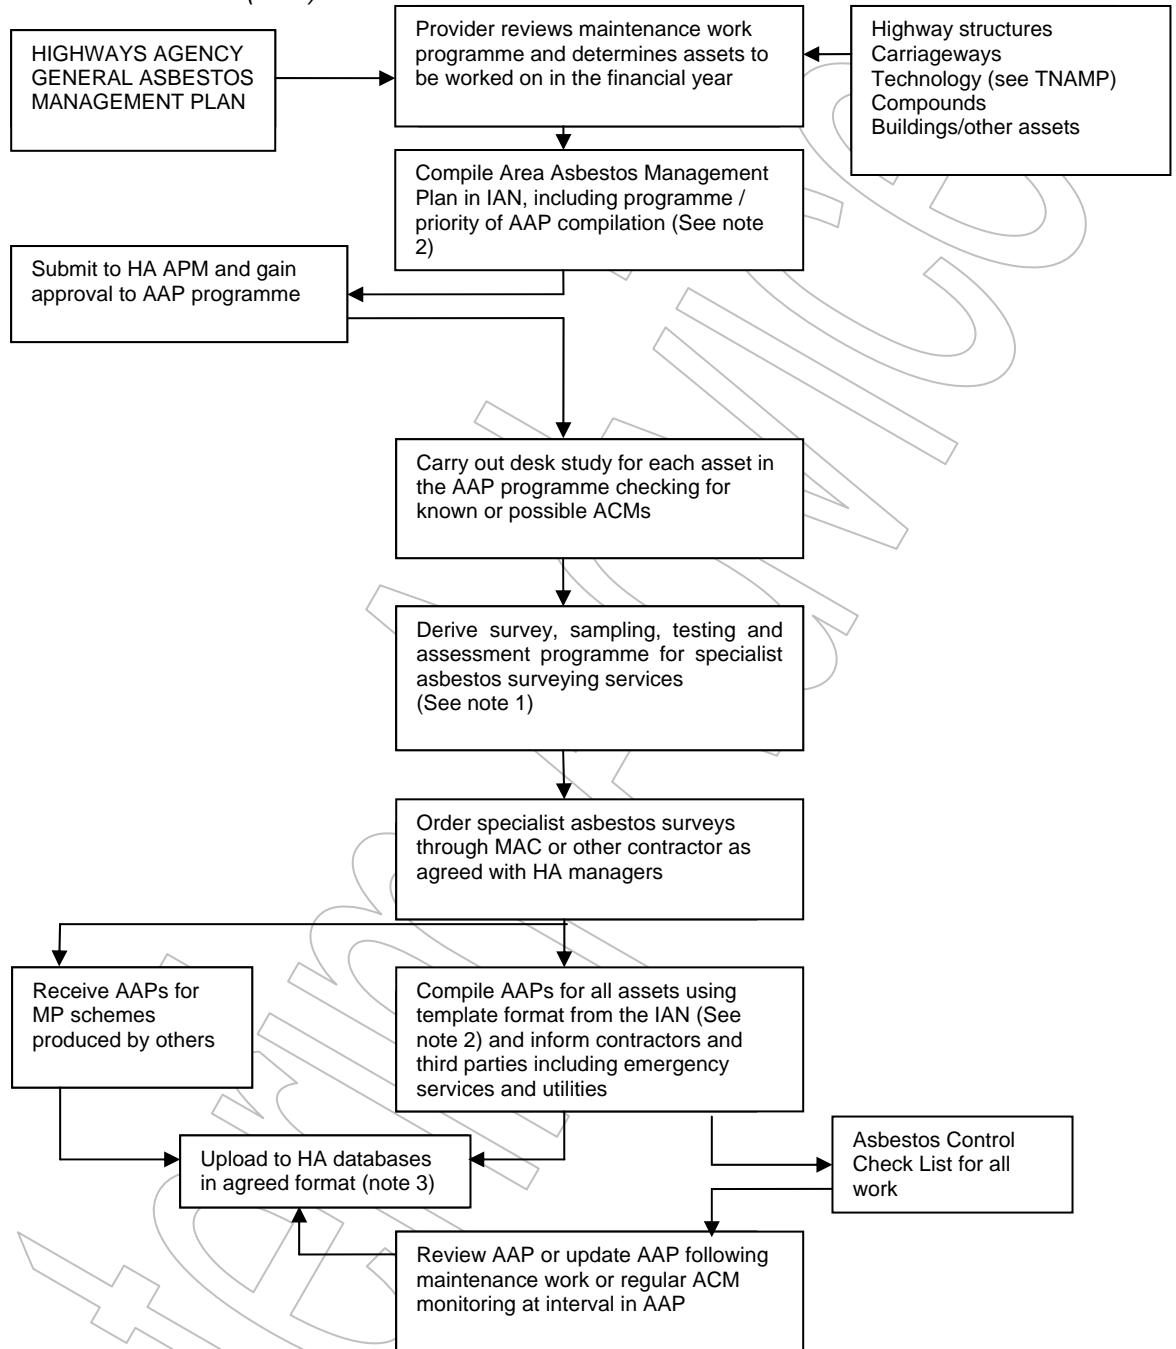 HIGHWAYS AGENCY
GENERAL ASBESTOS
MANAGEMENT PLAN
Provider reviews maintenance work
programme and determines assets to
be worked on in the financial year
Highway structures
Carriageways
Technology (see TNAMP)
Compounds
Buildings/other assets
Compile Area Asbestos Management
Plan in IAN, including programme /
priority of AAP compilation (See note
2)
Submit to HA APM and gain
approval to AAP programme
Carry out desk study for each asset in
the AAP programme checking for
known or possible ACMs
Derive survey, sampling, testing and
assessment programme for specialist
asbestos surveying services
(See note 1)
Order specialist asbestos surveys
through MAC or other contractor as
agreed with HA managers
Receive AAPs for
MP schemes
produced by others
Compile AAPs for all assets using
template format from the IAN (See
note 2) and inform contractors and
third parties including emergency
services and utilities
Upload to HA databases
in agreed format (note 3)
Asbestos Control
Check List for all
work
Review AAP or update AAP following
maintenance work or regular ACM
monitoring at interval in AAP